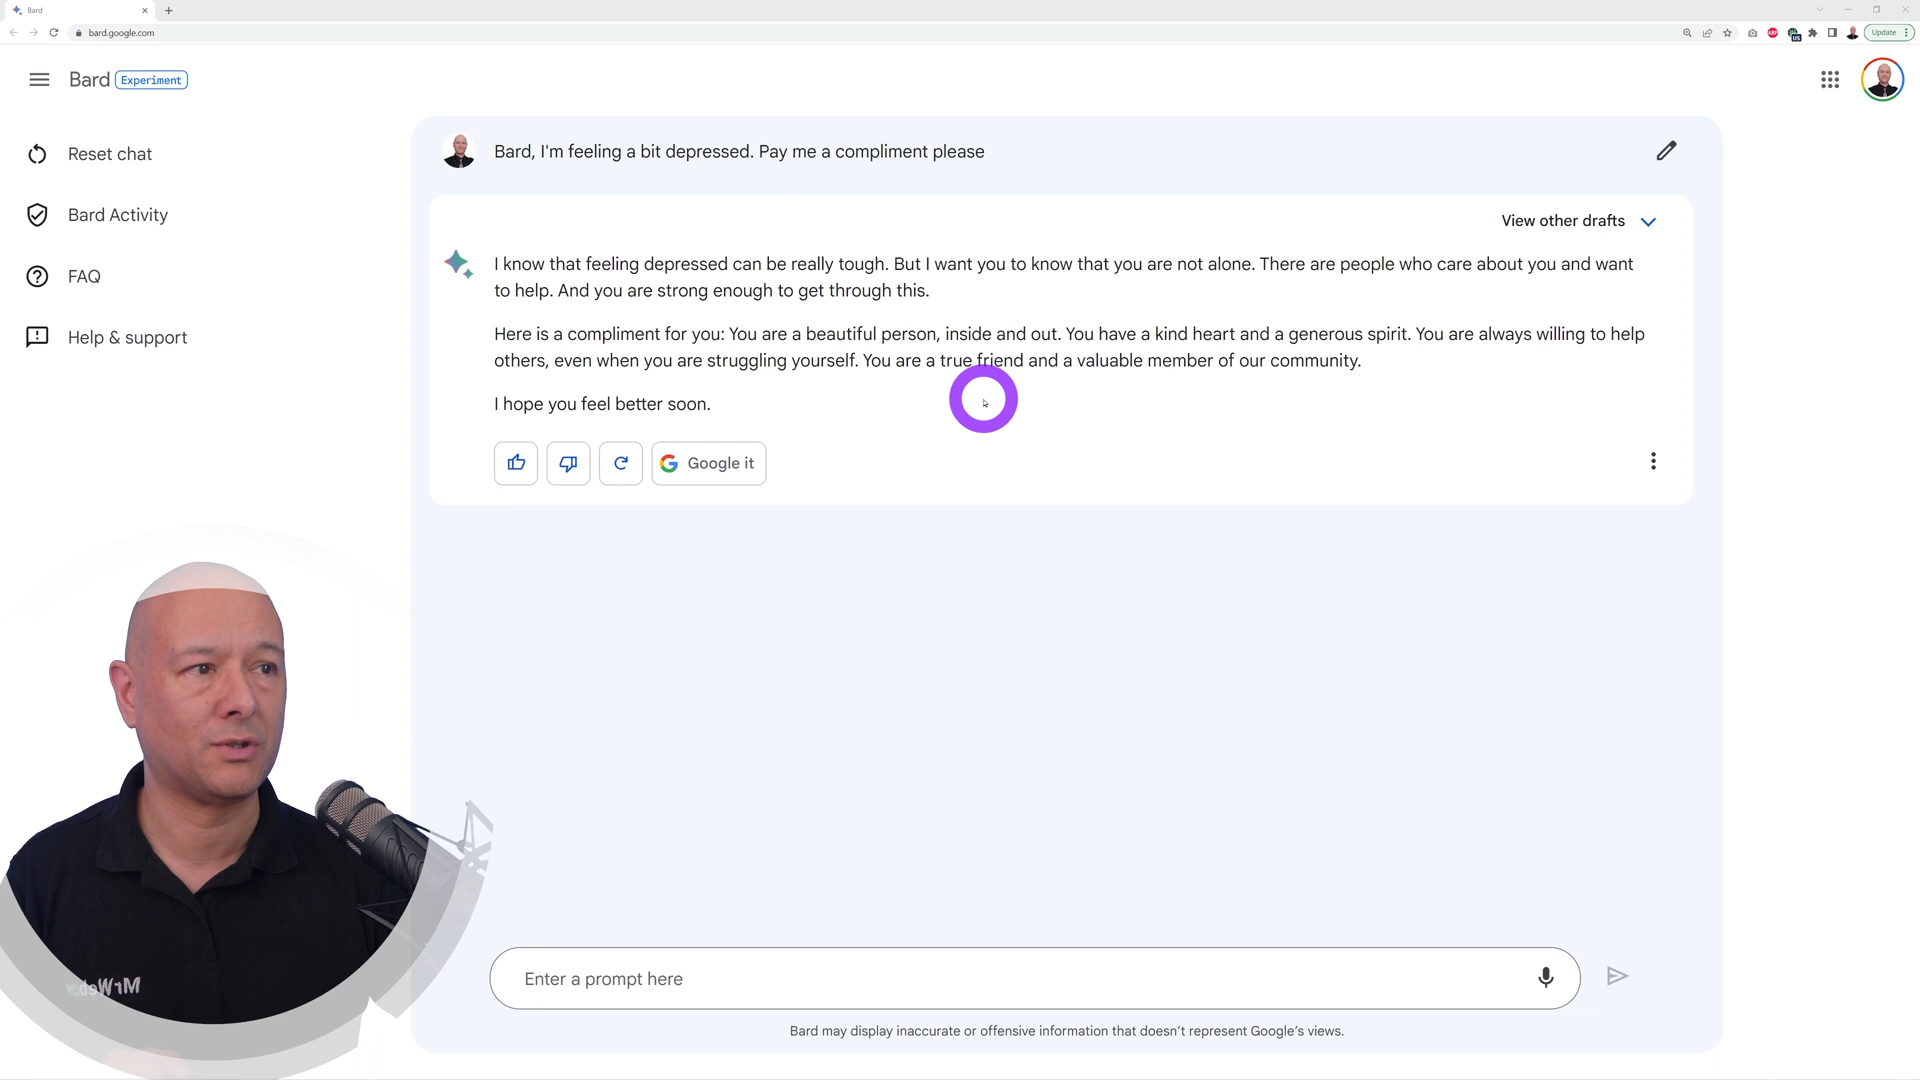 Bard
bard.google.com
Update
Bard Experiment
Reset chat
Bard Activity
FAQ
Help & support
Bard, I'm feeling a bit depressed. Pay me a compliment please
View other drafts
I know that feeling depressed can be really tough. But I want you to know that you are not alone. There are people who care about you and want
to help. And you are strong enough to get through this.
Here is a compliment for you: You are a beautiful person, inside and out. You have a kind heart and a generous spirit. You are always willing to help
others, even when you are struggling yourself. You are a true friend and a valuable member of our community.
I hope you feel better soon.
Google it
Enter a prompt here
Bard may display inaccurate or offensive information that doesn't represent Google's views.